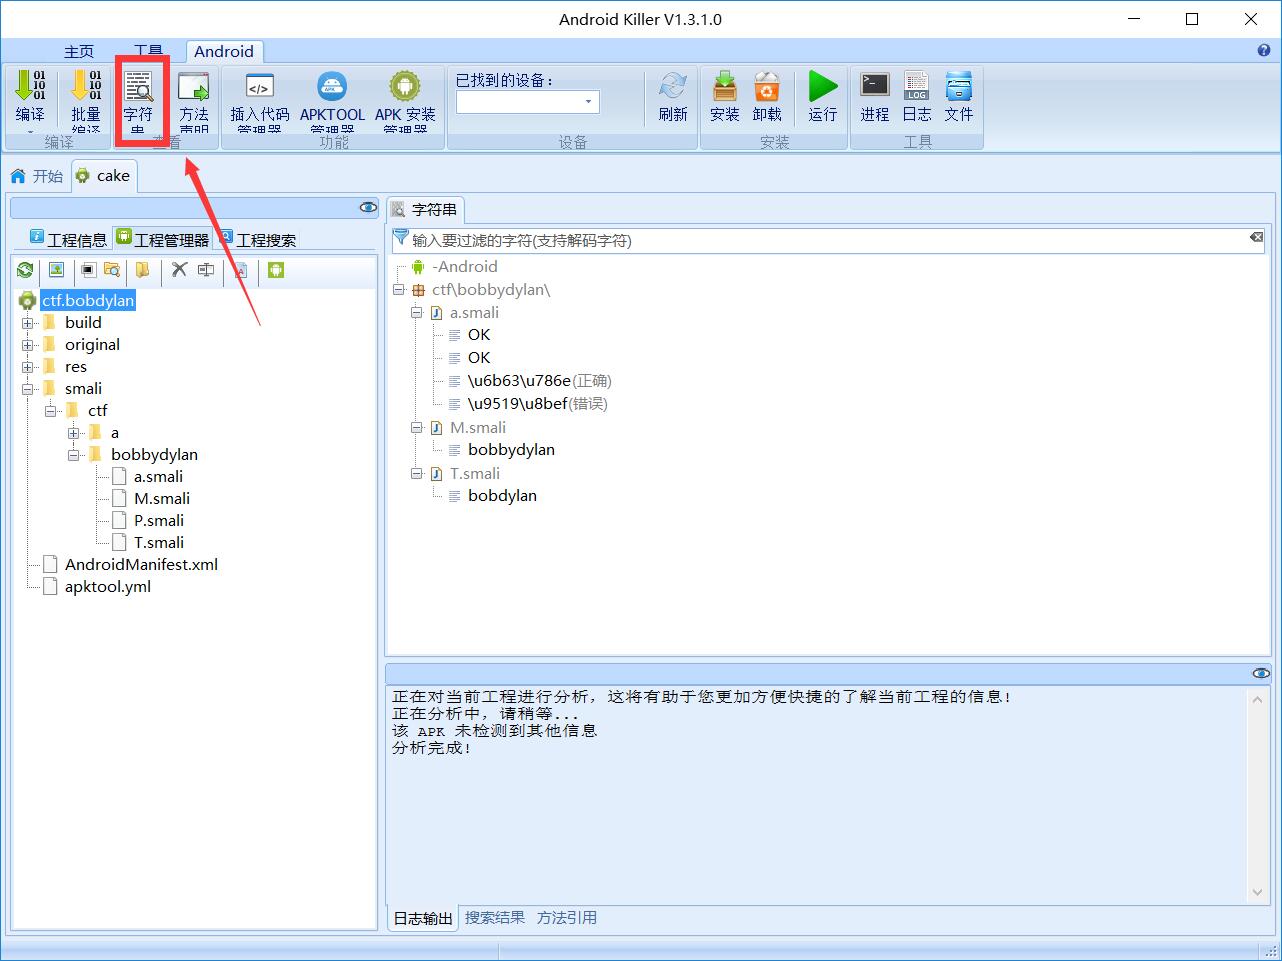 Android Killer V1.3.1.0
主页 工具 Android
编译 批量编译 字符串 方法声明 插入代码管理器 APKTOOL管理器 APK 安装管理器 已找到的设备: 刷新 安装 卸载 运行 进程 日志 文件
编译 查看 功能 设备 安装 工具
开始 cake
工程信息 工程管理器 工程搜索
ctf.bobdylan
build
original
res
smali
ctf
a
bobbydylan
a.smali
M.smali
P.smali
T.smali
AndroidManifest.xml
apktool.yml
字符串
输入要过滤的字符(支持解码字符)
-Android
ctf\bobbydylan\
a.smali
OK
OK
\u6b63\u786e(正确)
\u9519\u8bef(错误)
M.smali
bobbydylan
T.smali
bobdylan
正在对当前工程进行分析，这将有助于您更加方便快捷的了解当前工程的信息!
正在分析中，请稍等...
该 APK 未检测到其他信息
分析完成!
日志输出 搜索结果 方法引用